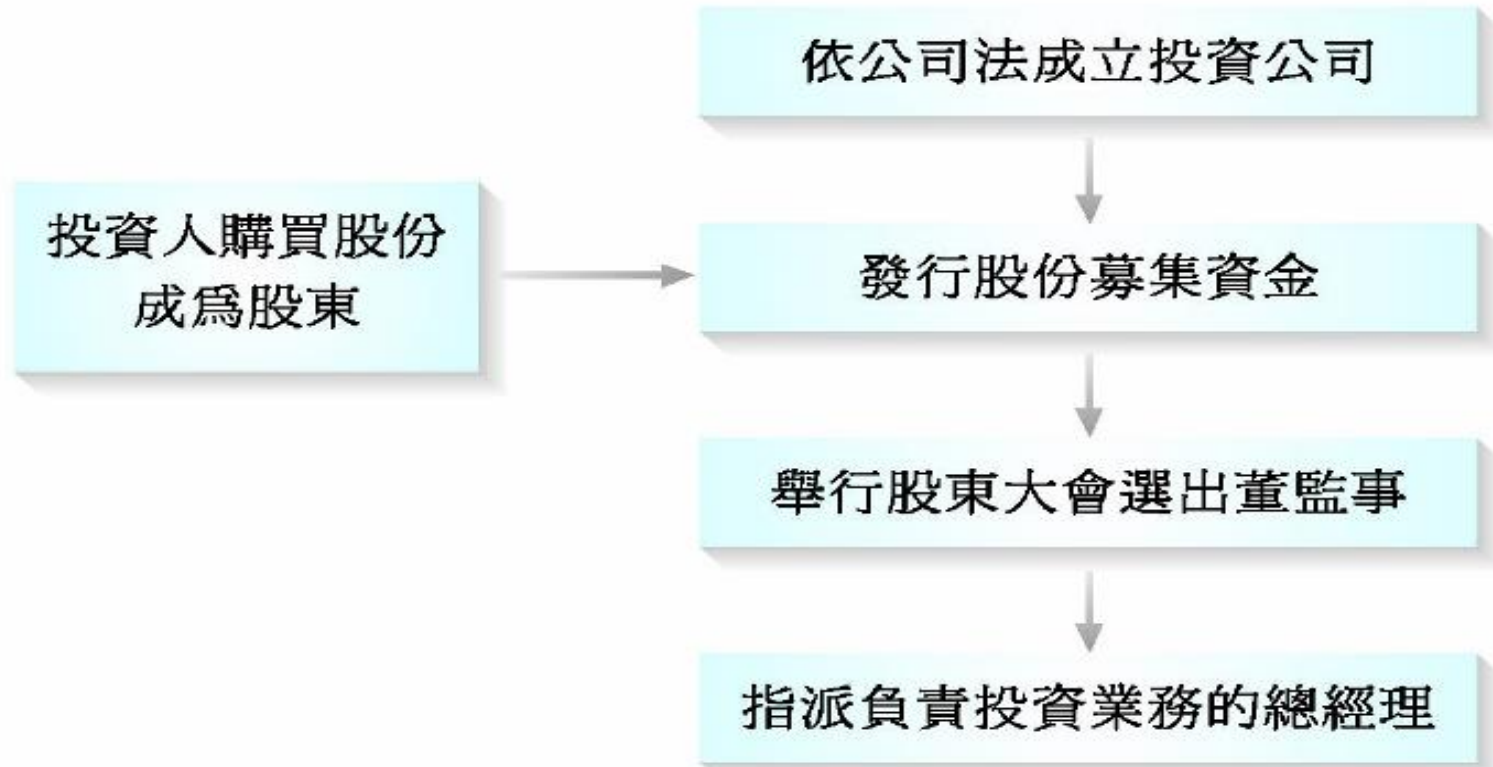 依公司法成立投資公司
投資人購買股份
成爲股東
發行股份募集資金
舉行股東大會選出董監事
指派負責投資業務的總經理